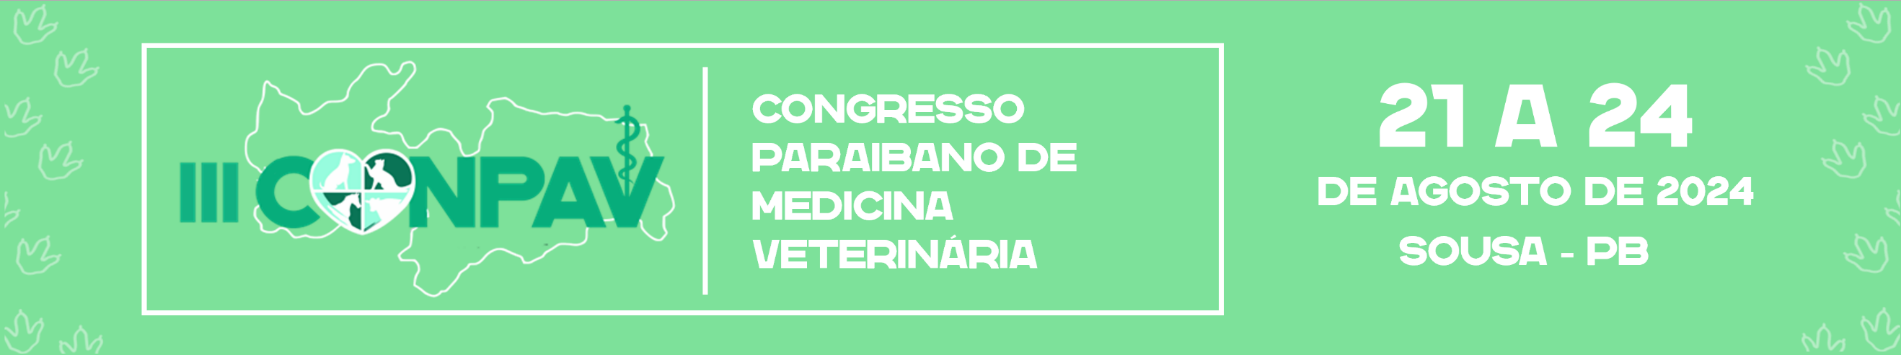 III CONPAV
CONGRESSO
PARAIBANO DE
MEDICINA
VETERINÁRIA
21 A 24
DE AGOSTO DE 2024
SOUSA - PB